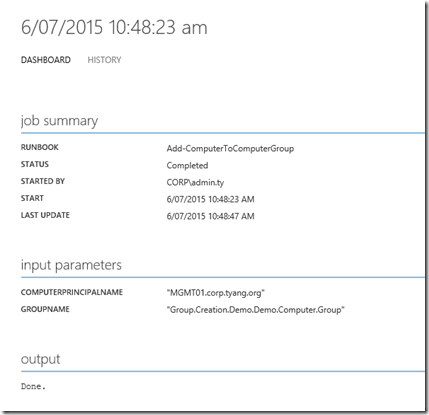 6/07/2015 10:48:23 am
DASHBOARD HISTORY
job summary
RUNBOOK Add-ComputerToComputerGroup
STATUS Completed
STARTED BY CORP\admin.ty
START 6/07/2015 10:48:23 AM
LAST UPDATE 6/07/2015 10:48:47 AM
input parameters
COMPUTERPRINCIPALNAME "MGMT01.corp.tyang.org"
GROUPNAME "Group.Creation.Demo.Demo.Computer.Group"
output
Done.